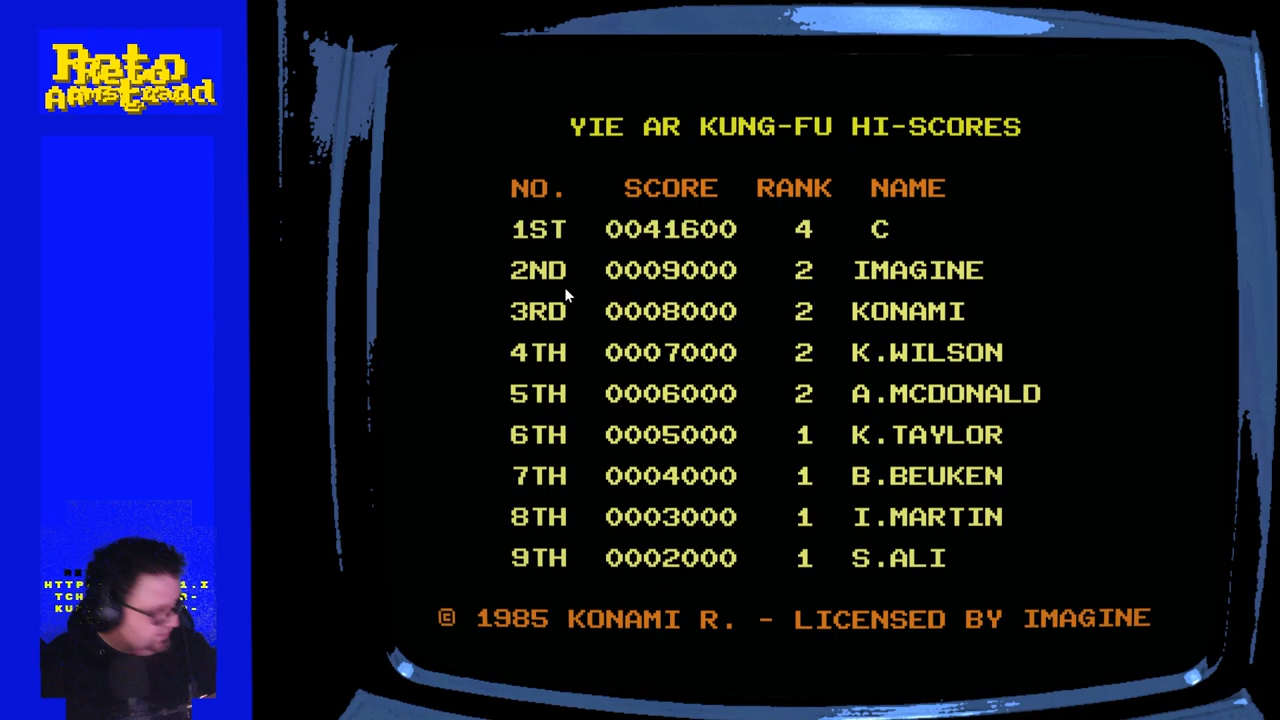 Reto
Amstrad
YIE AR KUNG-FU HI-SCORES
NO. SCORE RANK NAME
1ST 0041600 4 C
2ND 0009000 2 IMAGINE
3RD 0008000 2 KONAMI
4TH 0007000 2 K.WILSON
5TH 0006000 2 A.MCDONALD
6TH 0005000 1 K.TAYLOR
7TH 0004000 1 B.BEUKEN
8TH 0003000 1 I.MARTIN
9TH 0002000 1 S.ALI
© 1985 KONAMI R. - LICENSED BY IMAGINE